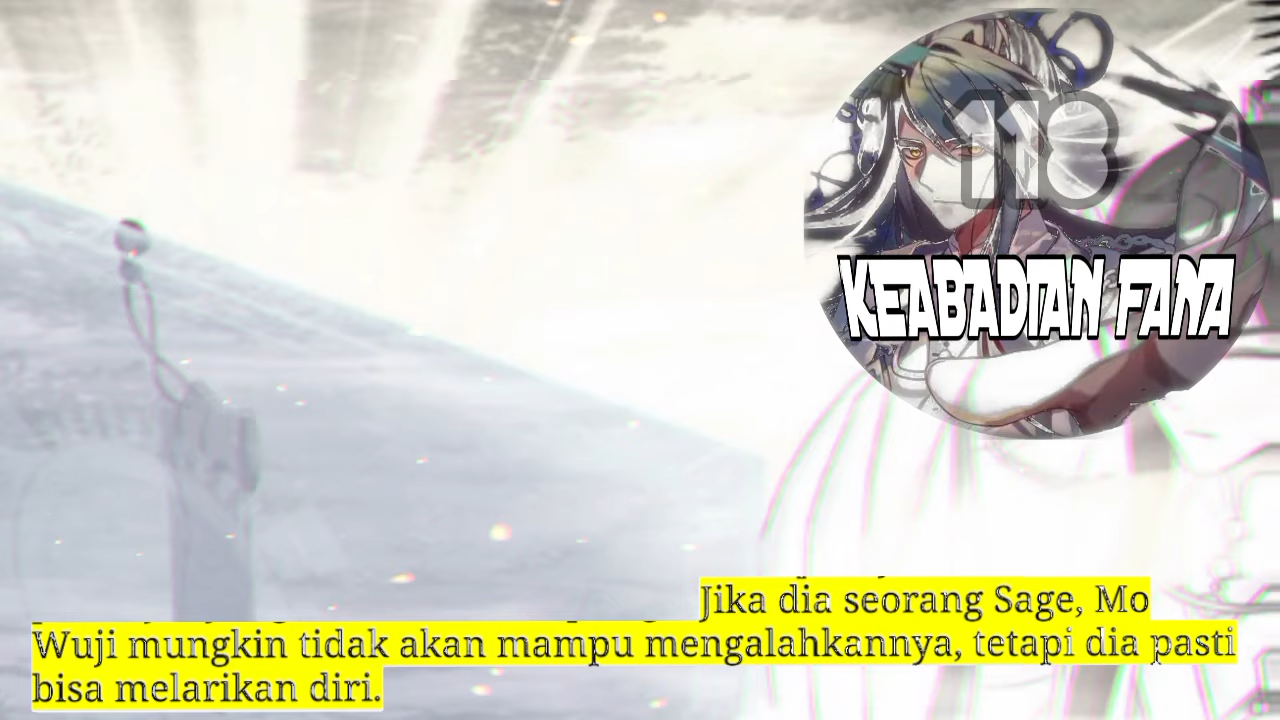 118
KEABADIAN FANA
Jika dia seorang Sage, Mo
Wuji mungkin tidak akan mampu mengalahkannya, tetapi dia pasti
bisa melarikan diri.